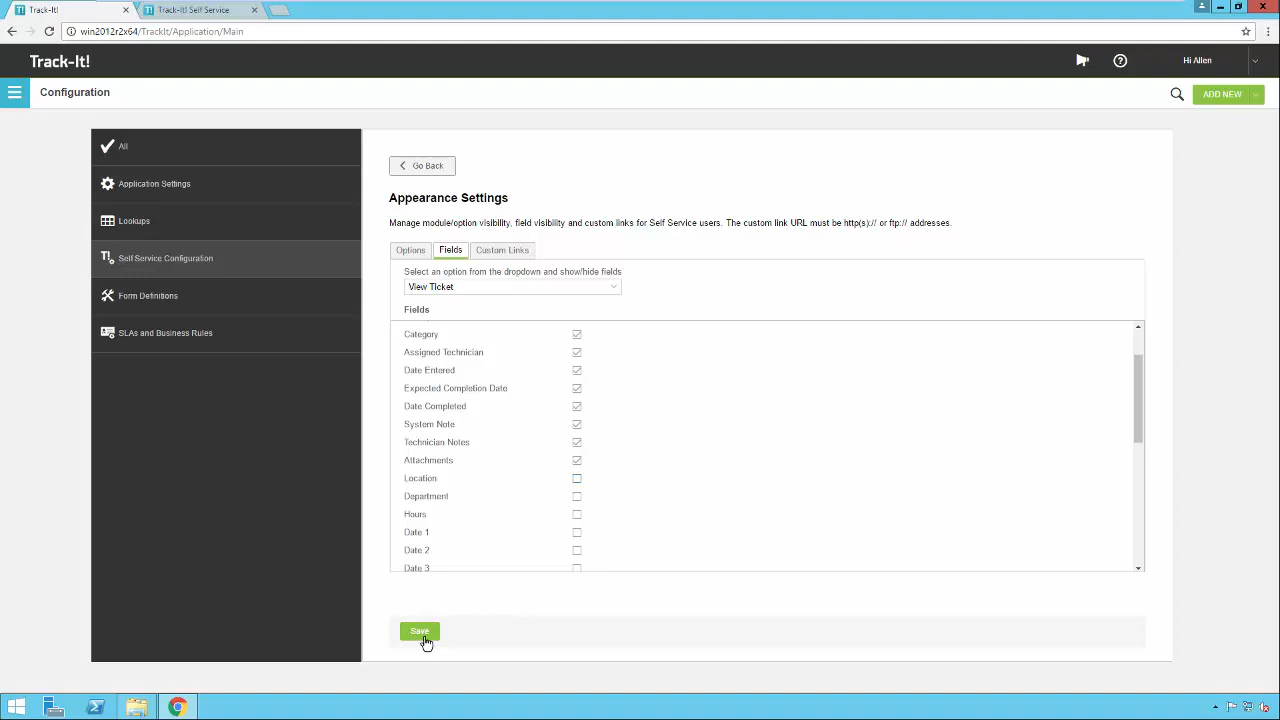 Track-It!
Track-It! Self Service
win2012r2x64/TrackIt/Application/Main
Track-It!
Hi Allen
Configuration
ADD NEW
All
Application Settings
Lookups
Self Service Configuration
Form Definitions
SLAs and Business Rules
Go Back
Appearance Settings
Manage module/option visibility, field visibility and custom links for Self Service users. The custom link URL must be http(s):// or ftp:// addresses.
Options Fields Custom Links
Select an option from the dropdown and show/hide fields
View Ticket
Fields
Category
Assigned Technician
Date Entered
Expected Completion Date
Date Completed
System Note
Technician Notes
Attachments
Location
Department
Hours
Date 1
Date 2
Date 3
Save